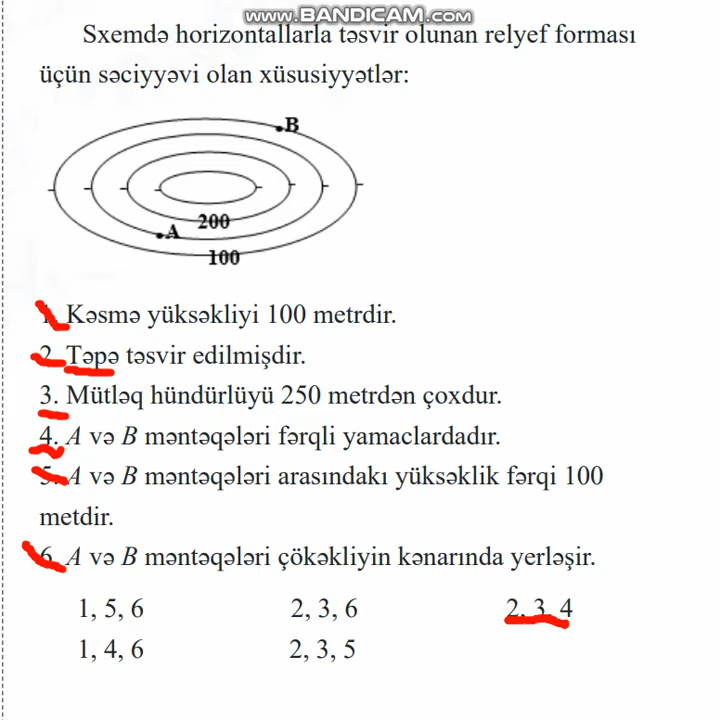 WWW.BANDICAM.COM
Sxemdə horizontallarla təsvir olunan relyef forması
üçün səciyyəvi olan xüsusiyyətlər:
B
200
A
100
1. Kəsmə yüksəkliyi 100 metrdir.
2. Təpə təsvir edilmişdir.
3. Mütləq hündürlüyü 250 metrdən çoxdur.
4. A və B məntəqələri fərqli yamaclardadır.
5. A və B məntəqələri arasındakı yüksəklik fərqi 100
metdir.
6. A və B məntəqələri çökəkliyin kənarında yerləşir.
1, 5, 6 2, 3, 6 2, 3, 4
1, 4, 6 2, 3, 5